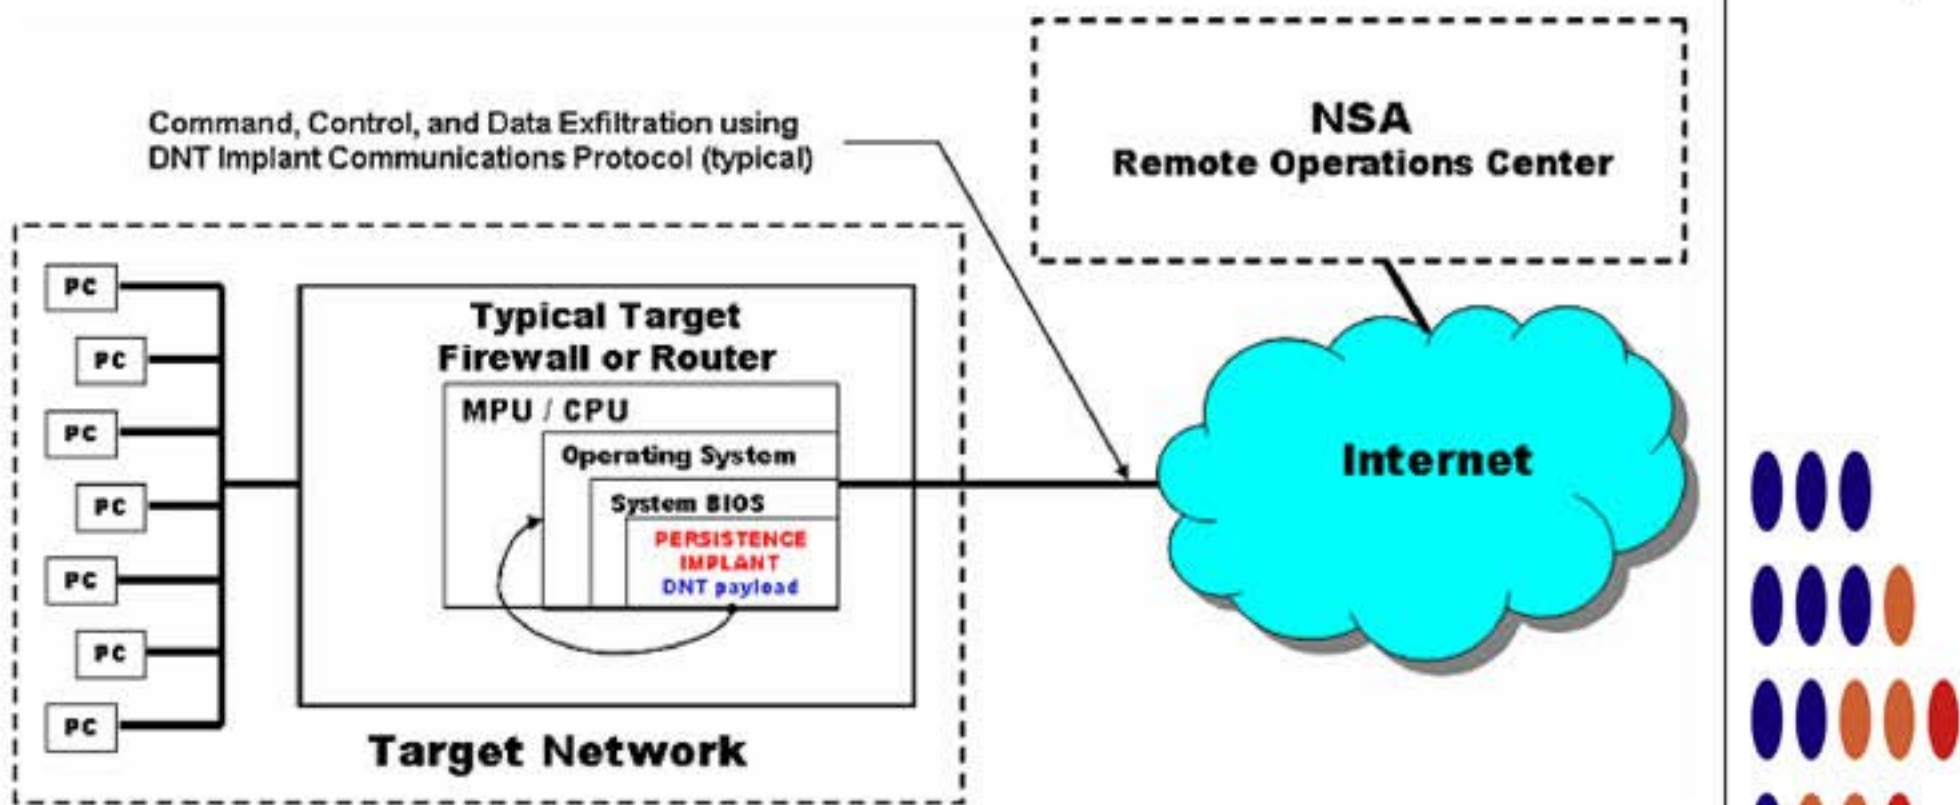 Command, Control, and Data Exfiltration using
DNT Implant Communications Protocol (typical)
NSA
Remote Operations Center
PC
PC
PC
PC
PC
PC
PC
Typical Target
Firewall or Router
MPU / CPU
Operating System
System BIOS
PERSISTENCE
IMPLANT
DNT payload
Internet
Target Network